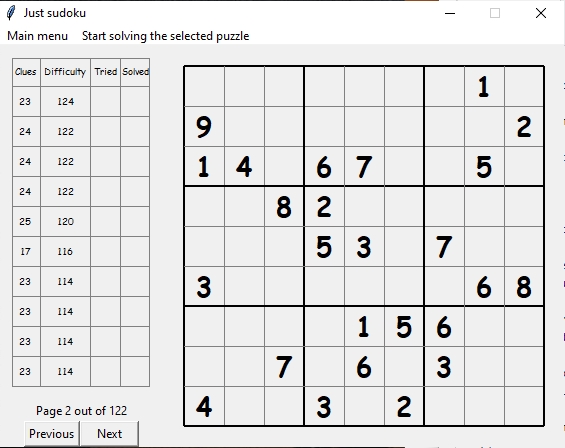 Just sudoku
Main menu Start solving the selected puzzle
Clues Difficulty Tried Solved
23 124
24 122
24 122
24 122
25 120
17 116
23 114
23 114
23 114
23 114
Page 2 out of 122
Previous Next
1
9 2
1 4 6 7 5
8 2
5 3 7
3 6 8
1 5 6
7 6 3
4 3 2